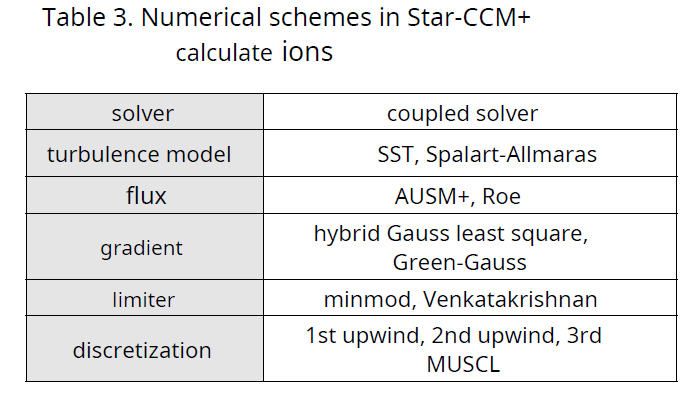 Table 3. Numerical schemes in Star-CCM+
calculate ions
solver coupled solver
turbulence model SST, Spalart-Allmaras
flux AUSM+, Roe
gradient hybrid Gauss least square,
Green-Gauss
limiter minmod, Venkatakrishnan
discretization 1st upwind, 2nd upwind, 3rd
MUSCL